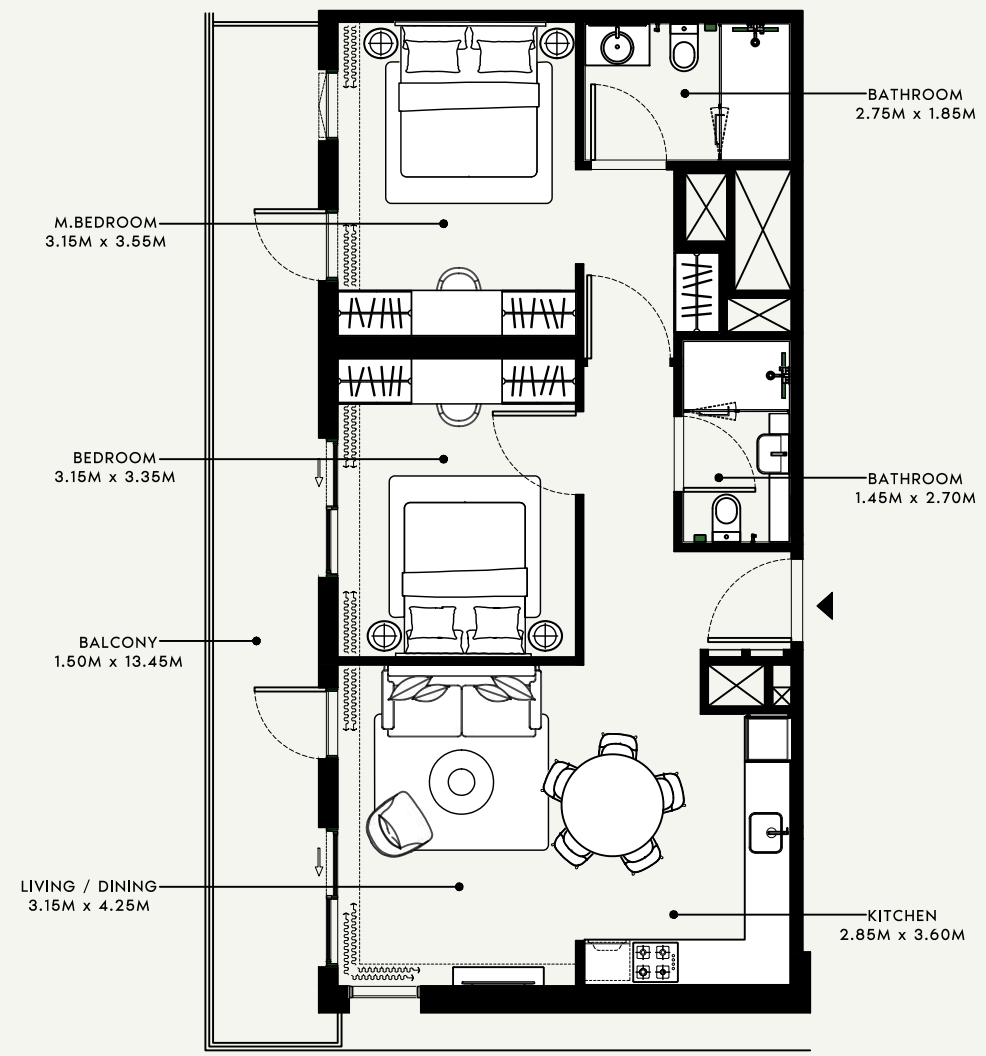 BATHROOM
2.75M x 1.85M
M.BEDROOM
3.15M x 3.55M
BEDROOM
3.15M x 3.35M
BATHROOM
1.45M x 2.70M
BALCONY
1.50M x 13.45M
LIVING / DINING
3.15M x 4.25M
KITCHEN
2.85M x 3.60M